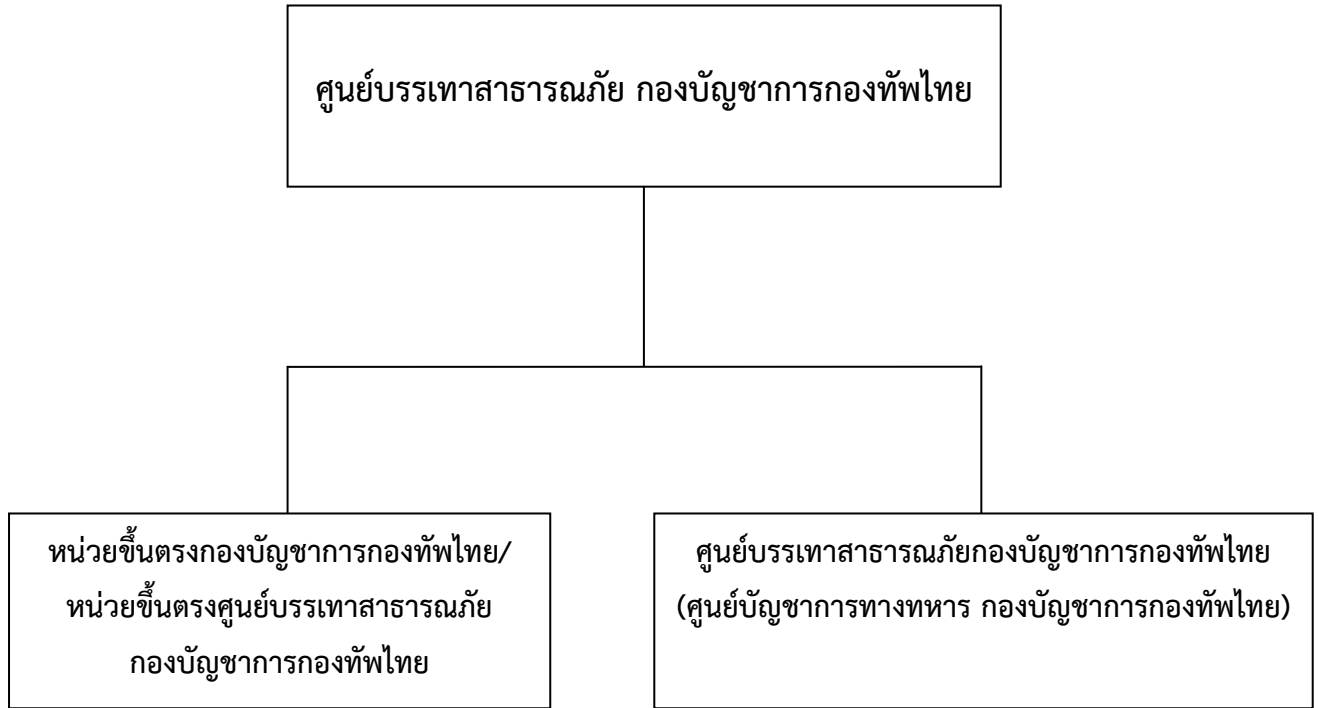 ศูนย์บรรเทาสาธารณภัย กองบัญชาการกองทัพไทย
หน่วยขึ้นตรงกองบัญชาการกองทัพไทย/
หน่วยขึ้นตรงศูนย์บรรเทาสาธารณภัย
กองบัญชาการกองทัพไทย
ศูนย์บรรเทาสาธารณภัยกองบัญชาการกองทัพไทย
(ศูนย์บัญชาการทางทหาร กองบัญชาการกองทัพไทย)